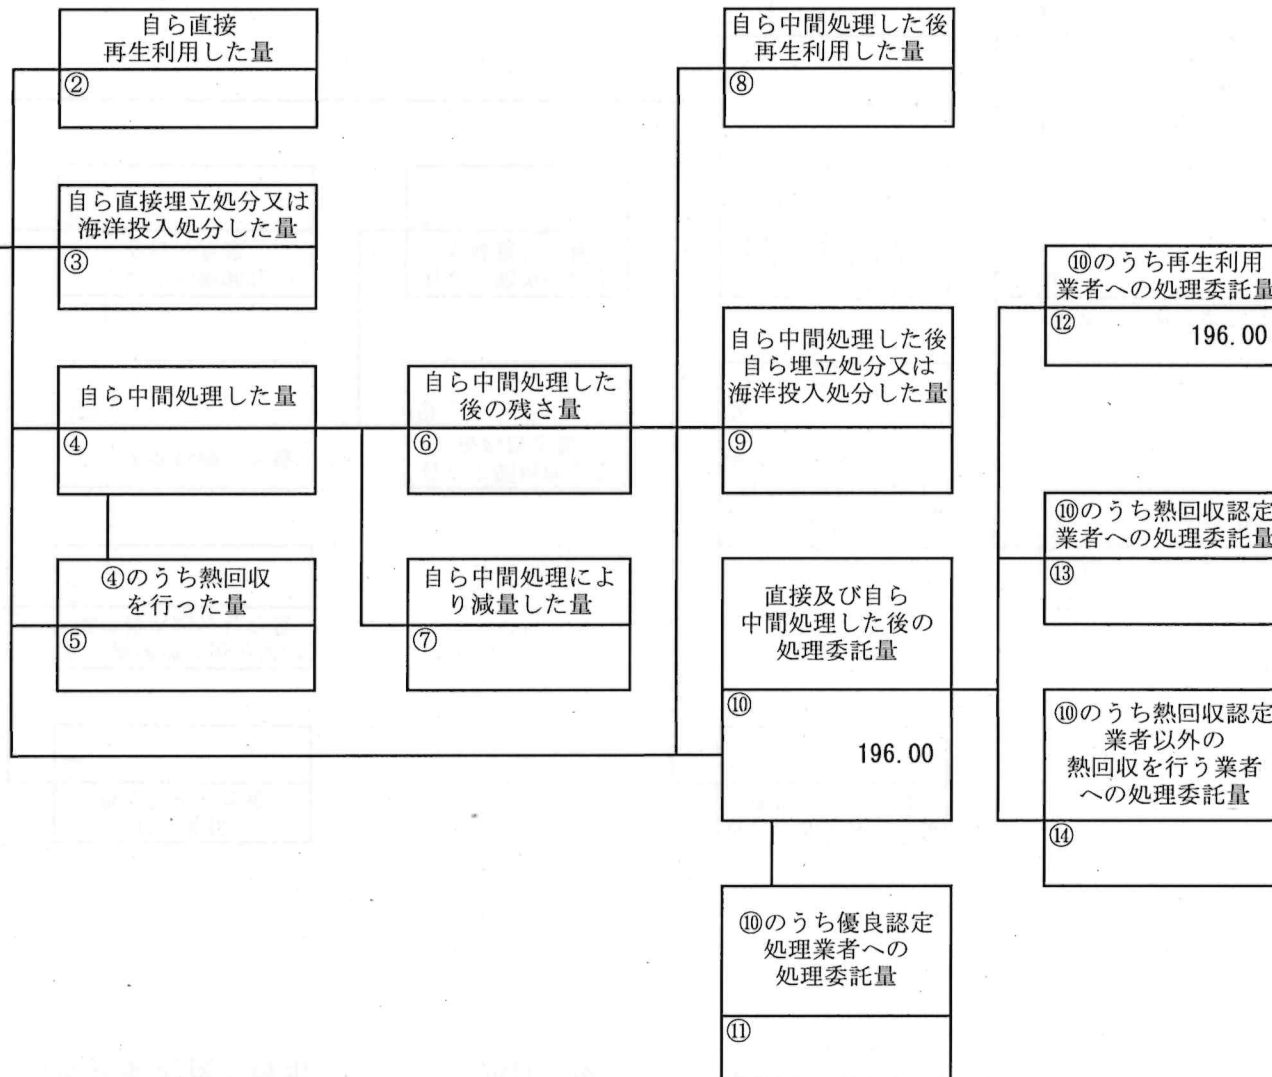 自ら直接
再生利用した量
②
自ら直接埋立処分又は
海洋投入処分した量
③
自ら中間処理した量
④
④のうち熱回収
を行った量
⑤
自ら中間処理した
後の残さ量
⑥
自ら中間処理によ
り減量した量
⑦
自ら中間処理した後
再生利用した量
⑧
自ら中間処理した後
自ら埋立処分又は
海洋投入処分した量
⑨
直接及び自ら
中間処理した後の
処理委託量
⑩
196.00
⑩のうち優良認定
処理業者への
処理委託量
⑪
⑩のうち再生利用
業者への処理委託量
⑫
196.00
⑩のうち熱回収認定
業者への処理委託量
⑬
⑩のうち熱回収認定
業者以外の
熱回収を行う業者
への処理委託量
⑭